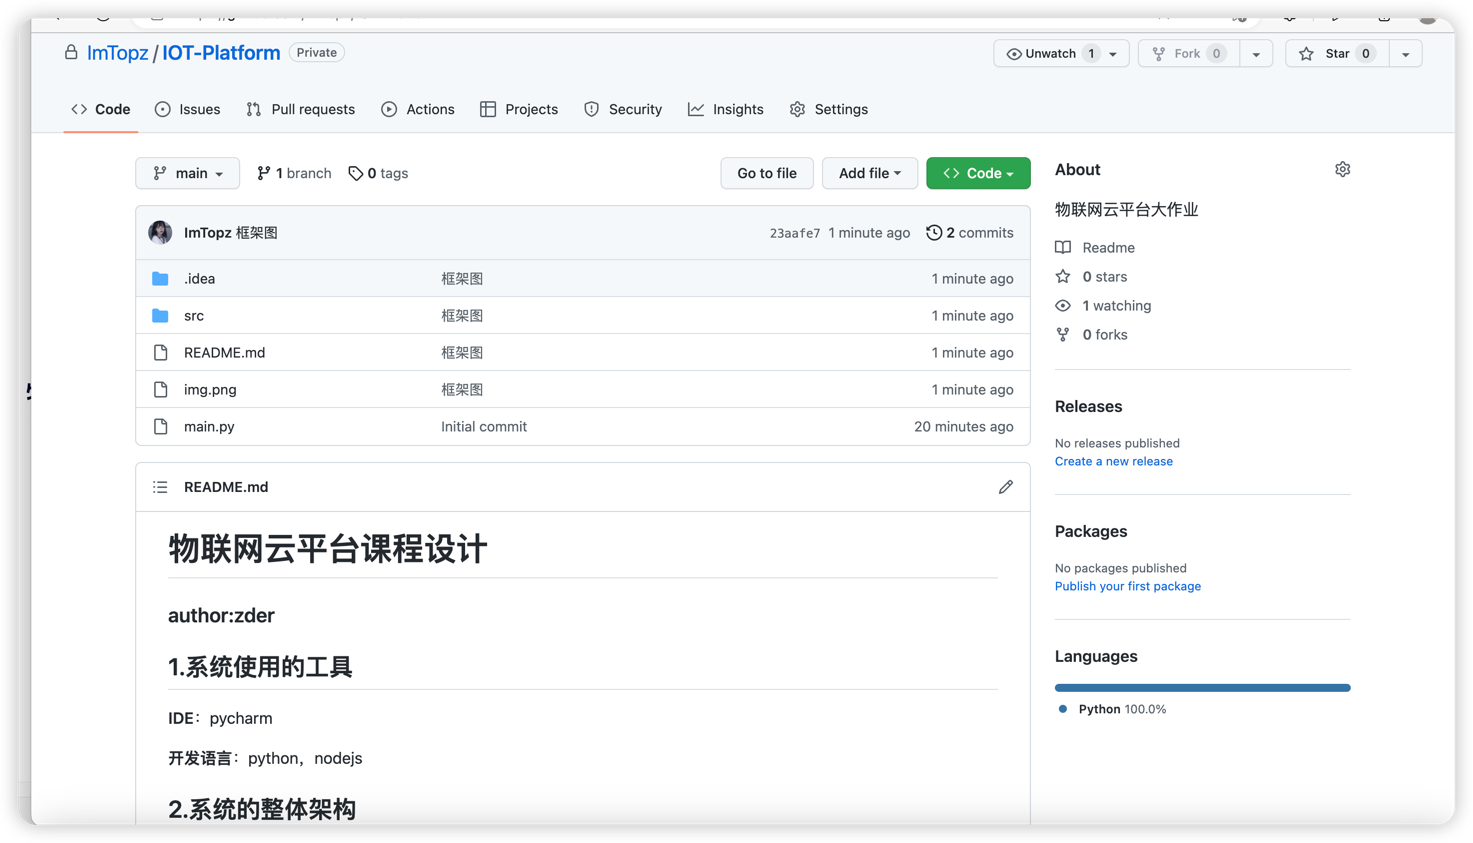 ImTopz / IOT-Platform Private
Unwatch 1 Fork 0 Star 0
Code Issues Pull requests Actions Projects Security Insights Settings
main 1 branch 0 tags Go to file Add file Code
ImTopz 框架图 23aafe7 1 minute ago 2 commits
.idea 框架图 1 minute ago
src 框架图 1 minute ago
README.md 框架图 1 minute ago
img.png 框架图 1 minute ago
main.py Initial commit 20 minutes ago
README.md
物联网云平台课程设计
author:zder
1.系统使用的工具
IDE：pycharm
开发语言：python，nodejs
2.系统的整体架构
About
物联网云平台大作业
Readme
0 stars
1 watching
0 forks
Releases
No releases published
Create a new release
Packages
No packages published
Publish your first package
Languages
Python 100.0%